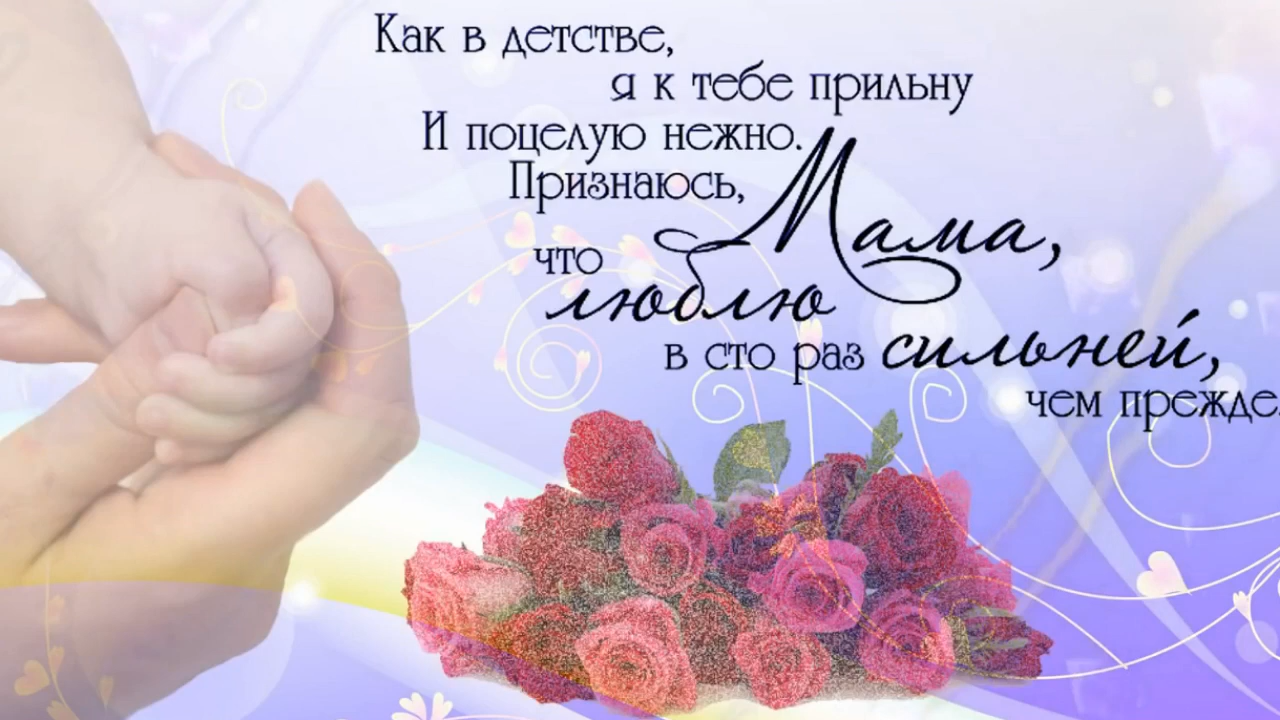 Как в детстве,
я к тебе прильну
И поцелую нежно.
Признаюсь,
Мама,
что
люблю
в сто раз сильней,
чем прежде.